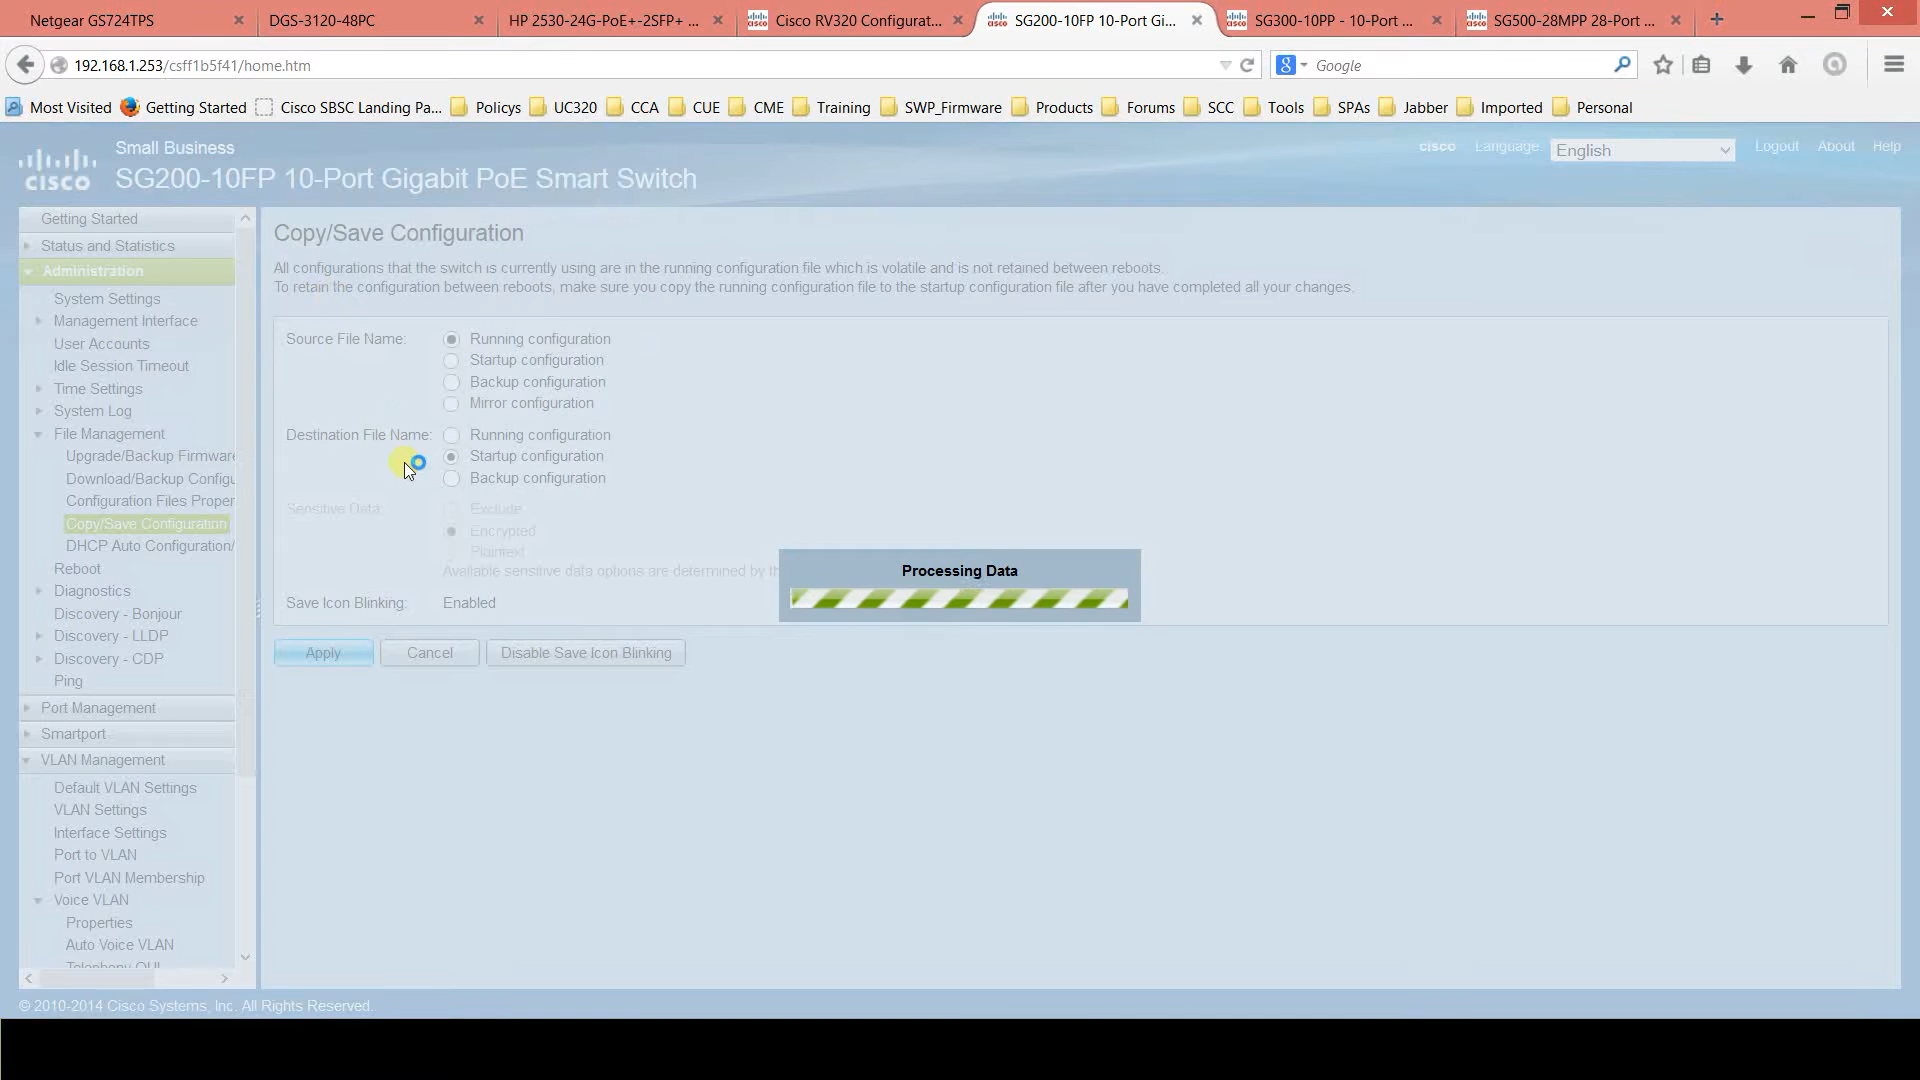 Netgear GS724TPS
DGS-3120-48PC
HP 2530-24G-PoE+-2SFP+ ...
Cisco RV320 Configurat...
SG200-10FP 10-Port Gi...
SG300-10PP - 10-Port ...
SG500-28MPP 28-Port ...
192.168.1.253/csff1b5f41/home.htm
Google
Most Visited
Getting Started
Cisco SBSC Landing Pa...
Policys
UC320
CCA
CUE
CME
Training
SWP_Firmware
Products
Forums
SCC
Tools
SPAs
Jabber
Imported
Personal
cisco
Small Business
SG200-10FP 10-Port Gigabit PoE Smart Switch
cisco
Language
English
Logout
About
Help
Getting Started
Status and Statistics
Administration
System Settings
Management Interface
User Accounts
Idle Session Timeout
Time Settings
System Log
File Management
Upgrade/Backup Firmware
Download/Backup Configu
Configuration Files Proper
Copy/Save Configuration
DHCP Auto Configuration/
Reboot
Diagnostics
Discovery - Bonjour
Discovery - LLDP
Discovery - CDP
Ping
Port Management
Smartport
VLAN Management
Default VLAN Settings
VLAN Settings
Interface Settings
Port to VLAN
Port VLAN Membership
Voice VLAN
Properties
Auto Voice VLAN
Telephony OUI
Copy/Save Configuration
All configurations that the switch is currently using are in the running configuration file which is volatile and is not retained between reboots.
To retain the configuration between reboots, make sure you copy the running configuration file to the startup configuration file after you have completed all your changes.
Source File Name:
Running configuration
Startup configuration
Backup configuration
Mirror configuration
Destination File Name:
Running configuration
Startup configuration
Backup configuration
Sensitive Data:
Exclude
Encrypted
Plaintext
Available sensitive data options are determined by th
Save Icon Blinking:
Enabled
Apply
Cancel
Disable Save Icon Blinking
Processing Data
© 2010-2014 Cisco Systems, Inc. All Rights Reserved.